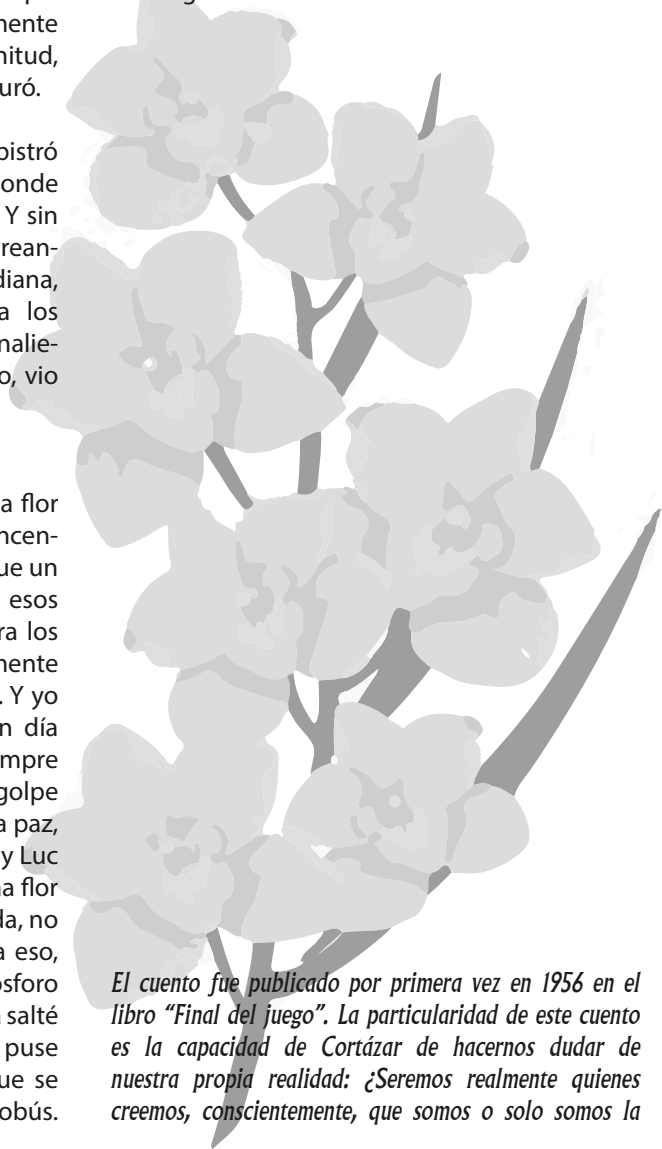 mente
nitud,
uró.
bistró
onde
Y sin
rean-
diana,
a los
nalie-
o, vio
a flor
ncen-
ue un
esos
ra los
mente
. Y yo
n día
mpre
golpe
a paz,
y Luc
a flor
da, no
a eso,
ósforo
salté
puse
ue se
obús.
El cuento fue publicado por primera vez en 1956 en el
libro “Final del juego”. La particularidad de este cuento
es la capacidad de Cortázar de hacernos dudar de
nuestra propia realidad: ¿Seremos realmente quienes
creemos, conscientemente, que somos o solo somos la